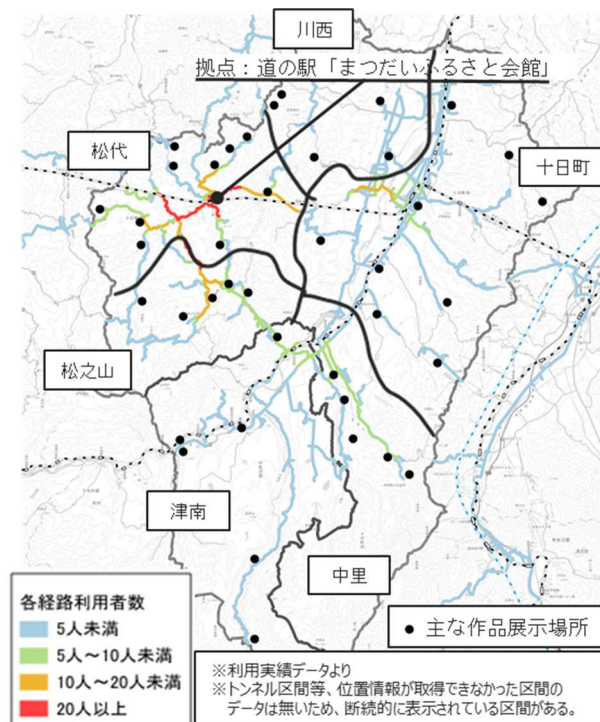 川西
拠点：道の駅「まつだいふるさと会館」
松代
十日町
松之山
津南
中里
各経路利用者数
5人未満
5人～10人未満
10人～20人未満
20人以上
● 主な作品展示場所
※利用実績データより
※トンネル区間等、位置情報が取得できなかった区間の
データは無いため、断続的に表示されている区間がある。